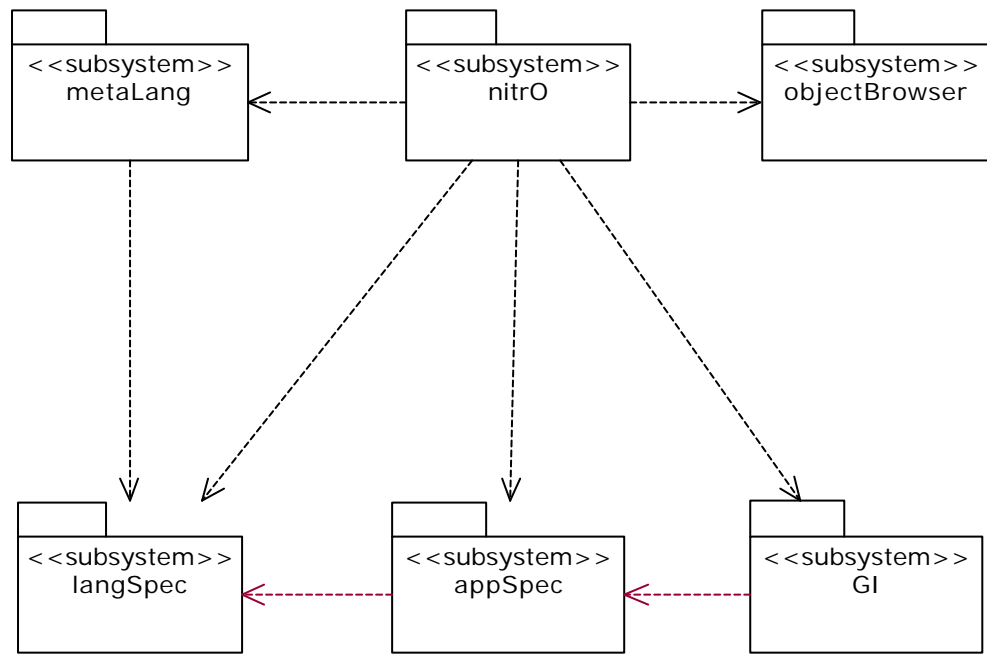 <<subsystem>>
metaLang
<<subsystem>>
nitrO
<<subsystem>>
objectBrowser
<<subsystem>>
langSpec
<<subsystem>>
appSpec
<<subsystem>>
GI